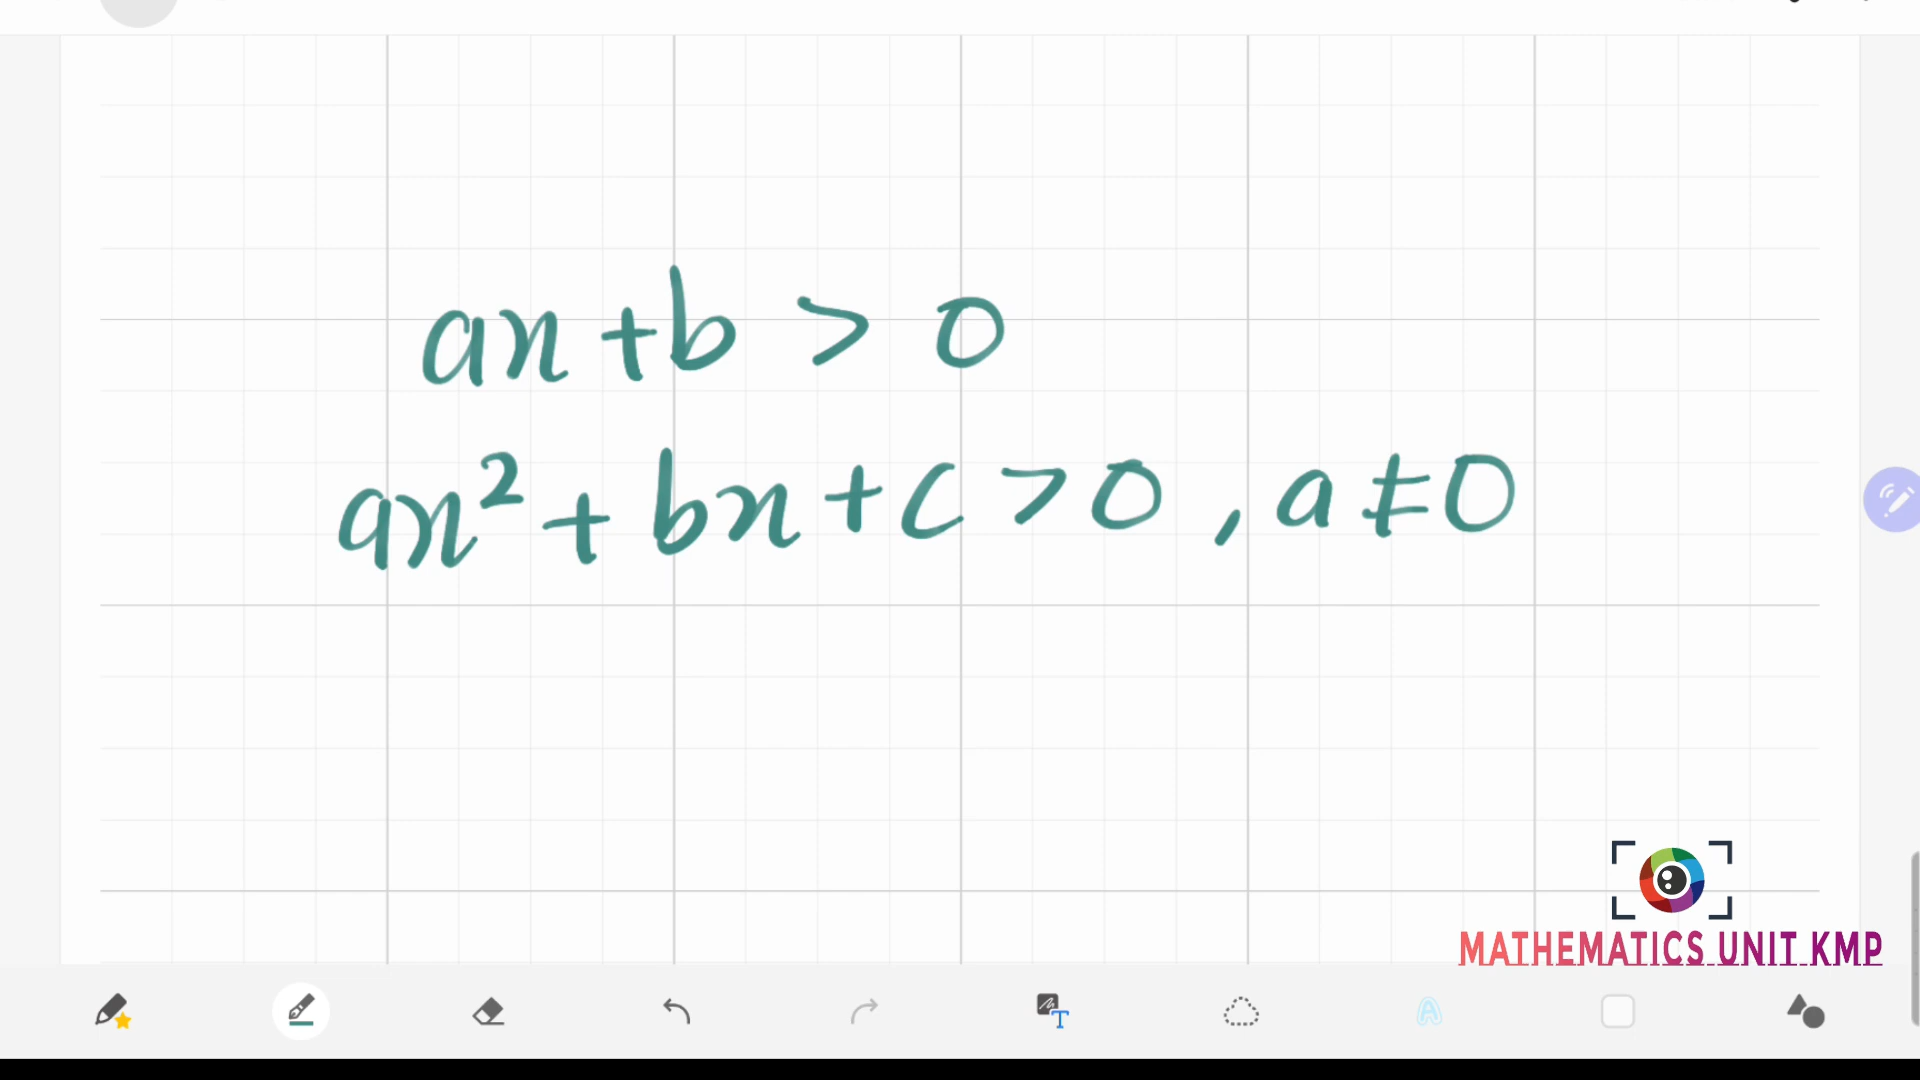 ax + b > 0
ax² + bx + c > 0 , a ≠ 0
MATHEMATICS UNIT KMP